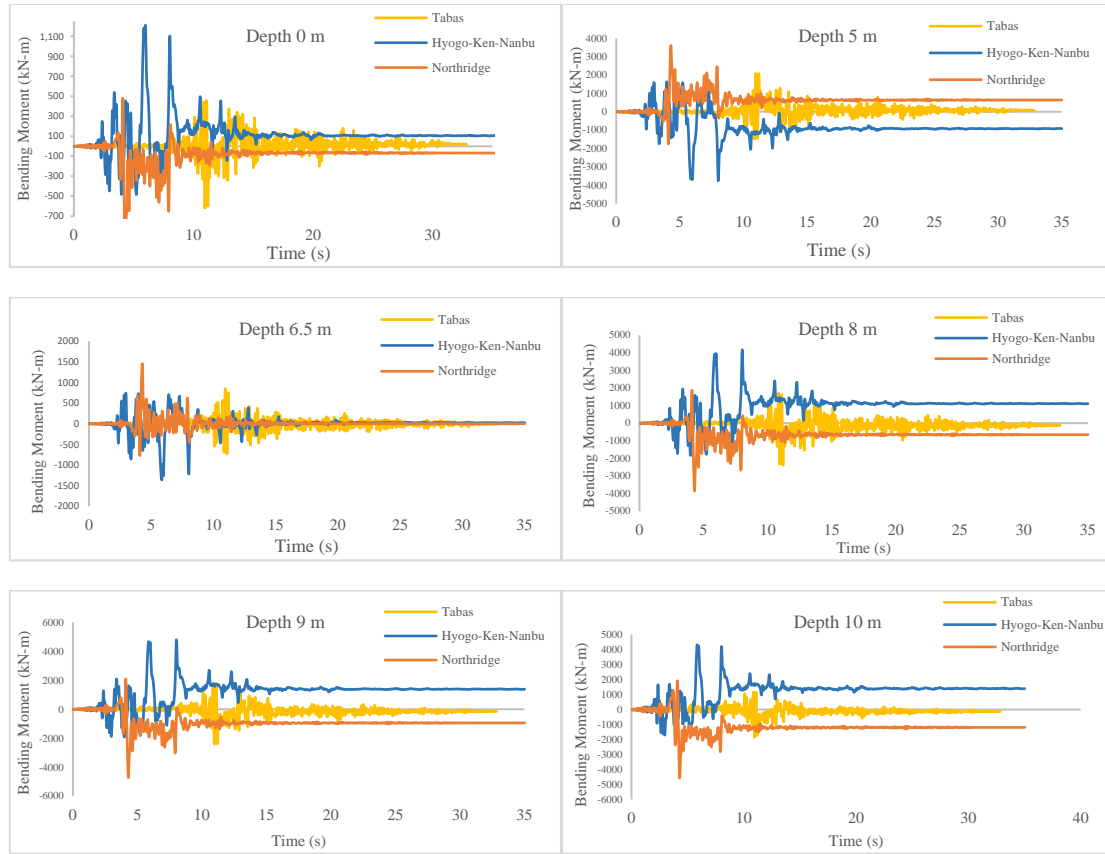 Depth 0 m
Tabas
Hyogo-Ken-Nanbu
Northridge
Bending Moment (kN-m)
1,100
900
700
500
300
100
-100
-300
-500
-700
0 10 20 30
Time (s)
Depth 5 m
Tabas
Hyogo-Ken-Nanbu
Northridge
Bending Moment (kN-m)
4000
3000
2000
1000
0
-1000
-2000
-3000
-4000
-5000
0 5 10 15 20 25 30 35
Time (s)
Depth 6.5 m
Tabas
Hyogo-Ken-Nanbu
Northridge
Bending Moment (kN-m)
2000
1500
1000
500
0
-500
-1000
-1500
-2000
0 5 10 15 20 25 30 35
Time (s)
Depth 8 m
Tabas
Hyogo-Ken-Nanbu
Northridge
Bending Moment (kN-m)
5000
4000
3000
2000
1000
0
-1000
-2000
-3000
-4000
-5000
0 5 10 15 20 25 30 35
Time (s)
Depth 9 m
Tabas
Hyogo-Ken-Nanbu
Northridge
Bending Moment (kN-m)
6000
4000
2000
0
-2000
-4000
-6000
0 5 10 15 20 25 30 35
Time (s)
Depth 10 m
Tabas
Hyogo-Ken-Nanbu
Northridge
Bending Moment (kN-m)
5000
4000
3000
2000
1000
0
-1000
-2000
-3000
-4000
-5000
-6000
0 10 20 30 40
Time (s)